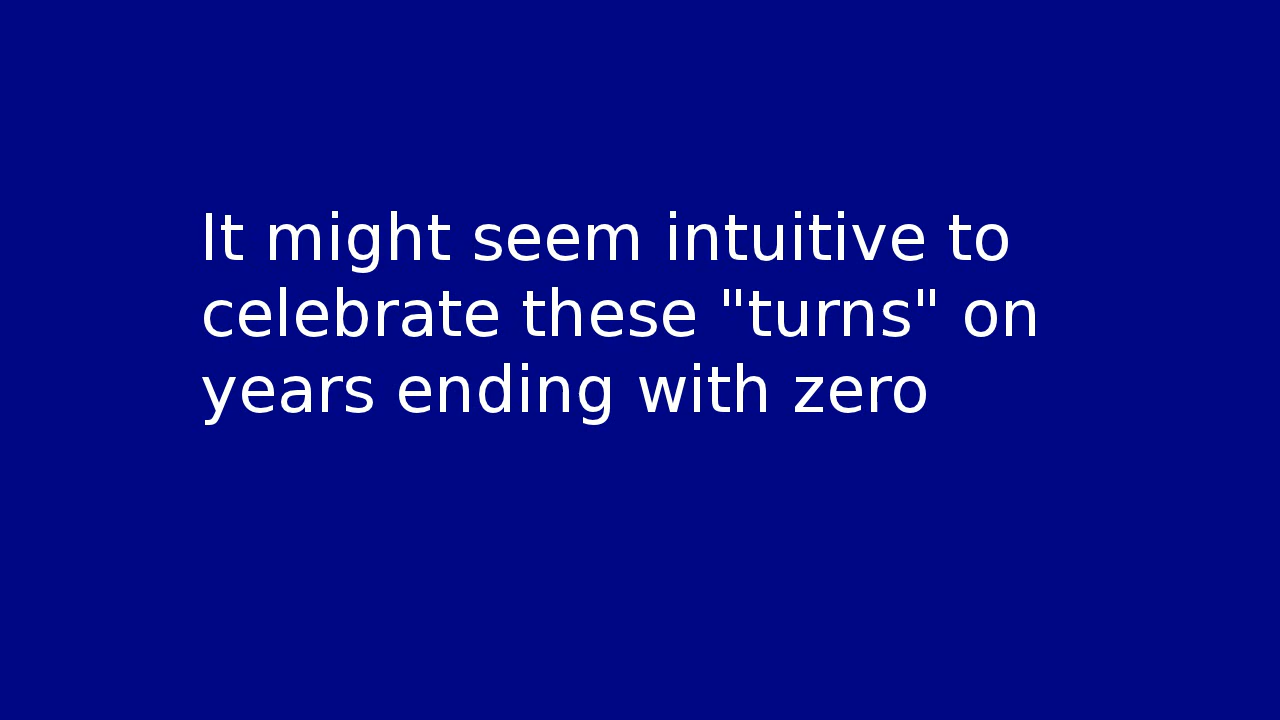 It might seem intuitive to
celebrate these "turns" on
years ending with zero